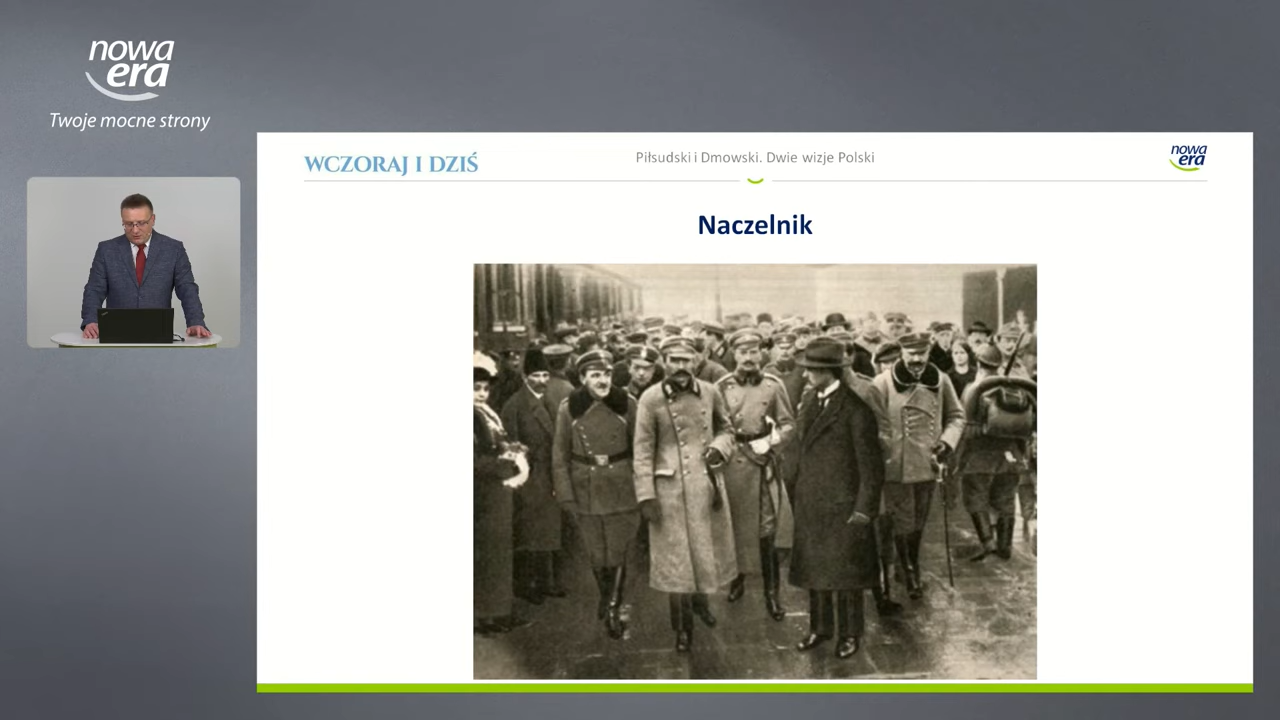 nowa
era
Twoje mocne strony
WCZORAJ I DZIŚ
Piłsudski i Dmowski. Dwie wizje Polski
nowa
era
Naczelnik